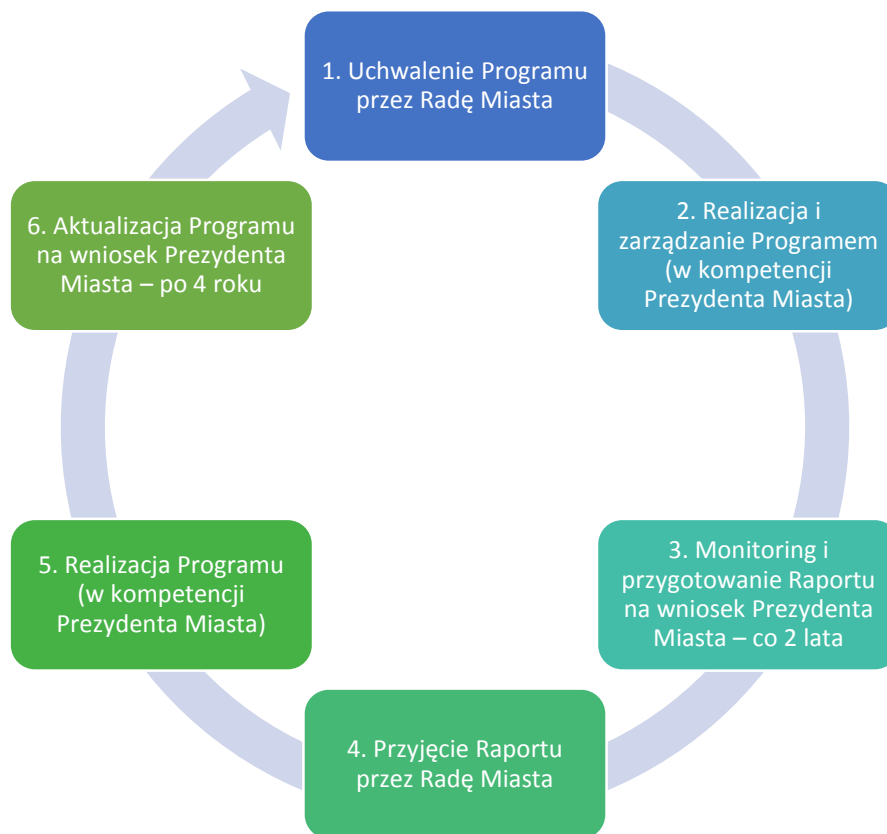 1. Uchwalenie Programu
przez Radę Miasta
2. Realizacja i
zarządzanie Programem
(w kompetencji
Prezydenta Miasta)
3. Monitoring i
przygotowanie Raportu
na wniosek Prezydenta
Miasta – co 2 lata
4. Przyjęcie Raportu
przez Radę Miasta
5. Realizacja Programu
(w kompetencji
Prezydenta Miasta)
6. Aktualizacja Programu
na wniosek Prezydenta
Miasta – po 4 roku